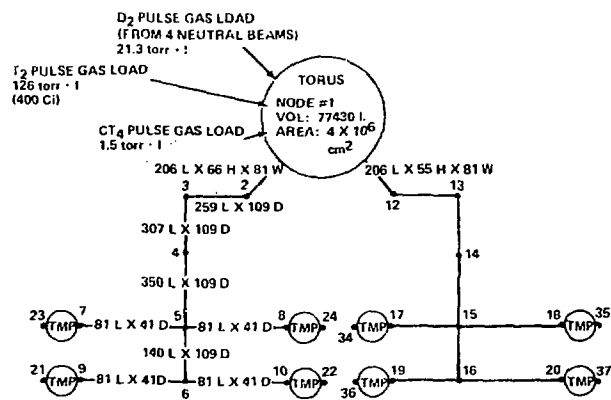 D2 PULSE GAS LOAD
(FROM 4 NEUTRAL BEAMS)
21.3 torr · l
T2 PULSE GAS LOAD
126 torr · l
(400 Ci)
CT4 PULSE GAS LOAD
1.5 torr · l
TORUS
NODE #1
VOL: 77430 l.
AREA: 4 X 10^6
cm^2
206 L X 66 H X 81 W
206 L X 55 H X 81 W
3
2
12
13
259 L X 109 D
307 L X 109 D
4
14
350 L X 109 D
23
TMP
7
81 L X 41 D
5
81 L X 41 D
8
TMP
24
34
TMP
17
15
18
TMP
35
140 L X 109 D
21
TMP
9
81 L X 41D
6
81 L X 41 D
10
TMP
22
36
TMP
19
16
20
TMP
37